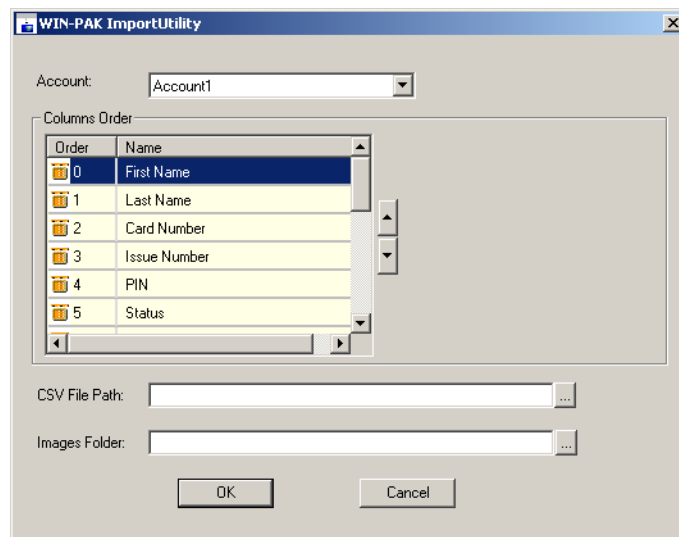 WIN-PAK ImportUtility
Account: Account1
Columns Order
Order Name
0 First Name
1 Last Name
2 Card Number
3 Issue Number
4 PIN
5 Status
CSV File Path: ...
Images Folder: ...
OK Cancel